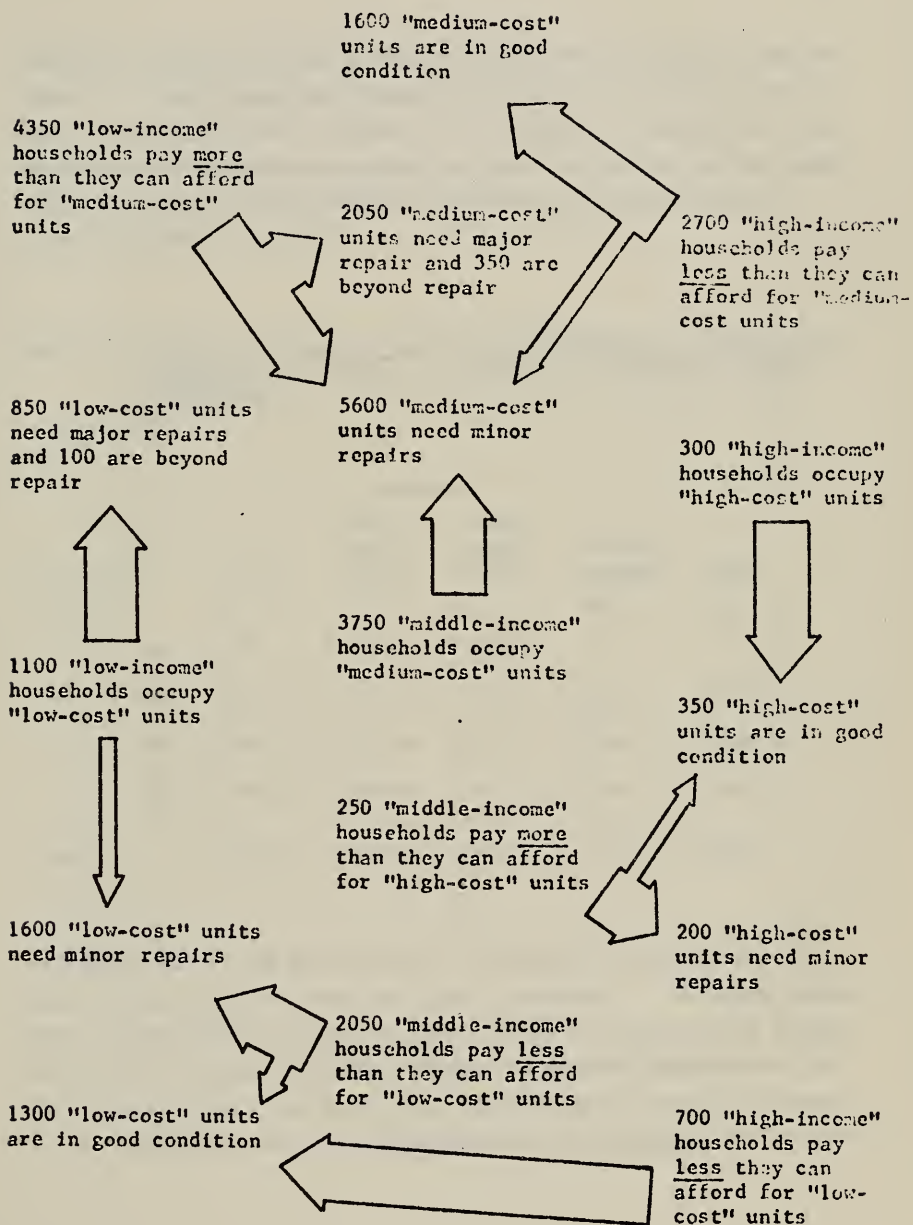 1600 "medium-cost"
units are in good
condition
4350 "low-income"
households pay more
than they can afford
for "medium-cost"
units
2050 "medium-cost"
units need major
repair and 350 are
beyond repair
2700 "high-income"
households pay
less than they can
afford for "medium-
cost units
850 "low-cost" units
need major repairs
and 100 are beyond
repair
5600 "medium-cost"
units need minor
repairs
300 "high-income"
households occupy
"high-cost" units
1100 "low-income"
households occupy
"low-cost" units
3750 "middle-income"
households occupy
"medium-cost" units
350 "high-cost"
units are in good
condition
250 "middle-income"
households pay more
than they can afford
for "high-cost" units
1600 "low-cost" units
need minor repairs
200 "high-cost"
units need minor
repairs
2050 "middle-income"
households pay less
than they can afford
for "low-cost" units
1300 "low-cost" units
are in good condition
700 "high-income"
households pay
less they can
afford for "low-
cost" units